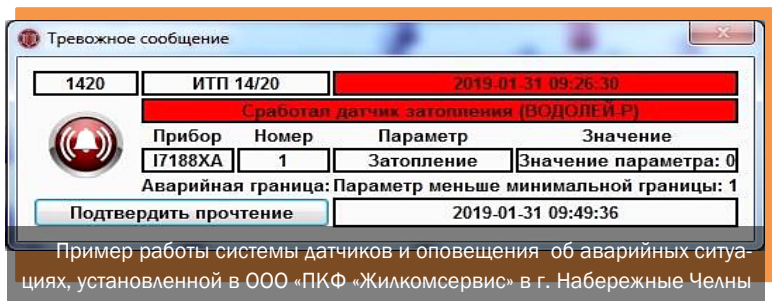 Тревожное сообщение
1420 ИТП 14/20 2019-01-31 09:26:30
Сработал датчик затопления (ВОДОЛЕЙ-Р)
Прибор Номер Параметр Значение
I7188XA 1 Затопление Значение параметра: 0
Аварийная граница: Параметр меньше минимальной границы: 1
Подтвердить прочтение 2019-01-31 09:49:36
Пример работы системы датчиков и оповещения об аварийных ситуа-
циях, установленной в ООО «ПКФ «Жилкомсервис» в г. Набережные Челны